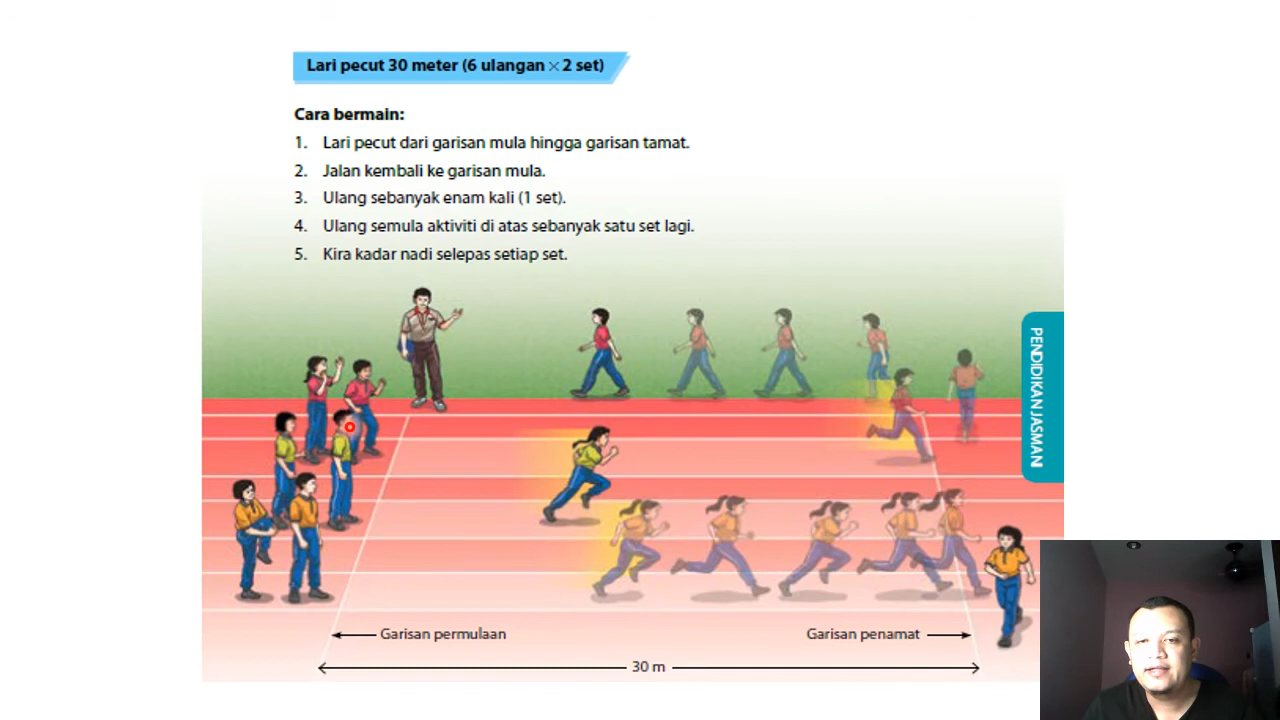 Lari pecut 30 meter (6 ulangan × 2 set)
Cara bermain:
1. Lari pecut dari garisan mula hingga garisan tamat.
2. Jalan kembali ke garisan mula.
3. Ulang sebanyak enam kali (1 set).
4. Ulang semula aktiviti di atas sebanyak satu set lagi.
5. Kira kadar nadi selepas setiap set.
PENDIDIKAN JASMAN
Garisan permulaan
Garisan penamat
30 m